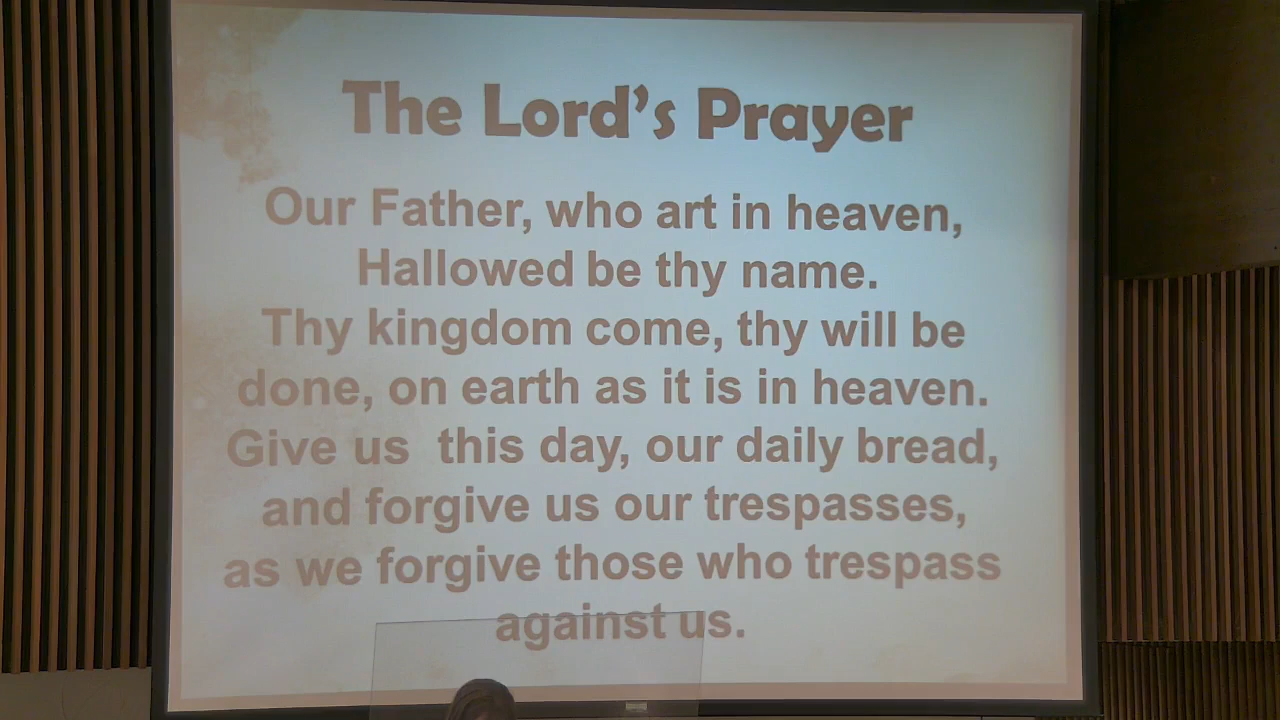 The Lord's Prayer
Our Father, who art in heaven,
Hallowed be thy name.
Thy kingdom come, thy will be
done, on earth as it is in heaven.
Give us  this day, our daily bread,
and forgive us our trespasses,
as we forgive those who trespass
against us.